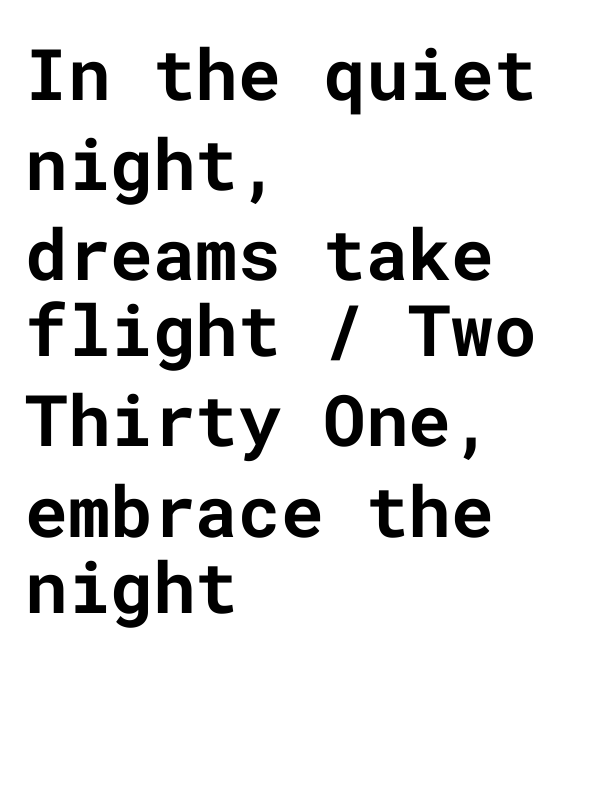 In the quiet
night,
dreams take
flight / Two
Thirty One,
embrace the
night